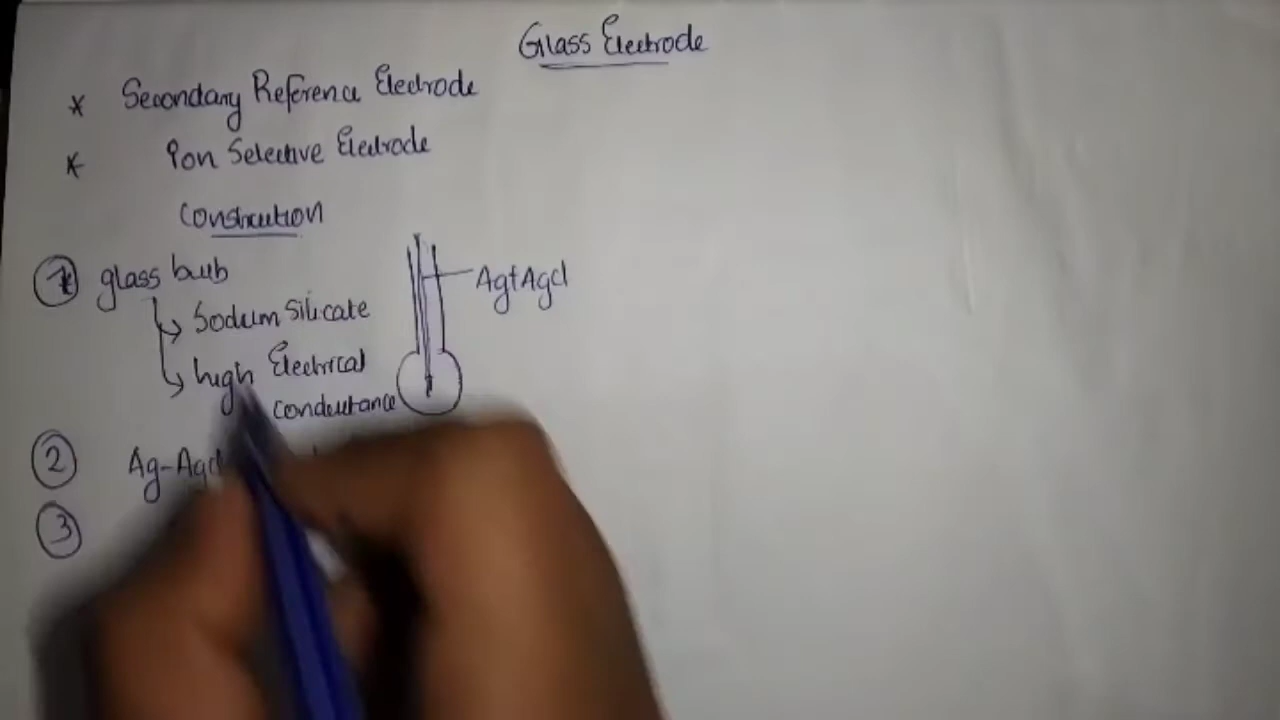 Glass Electrode
* Secondary Reference Electrode
* Ion Selective Electrode
Construction
1 glass bulb
→ Sodium Silicate
→ high Electrical
conductance
Ag+Agcl
2 Ag-Agcl
3